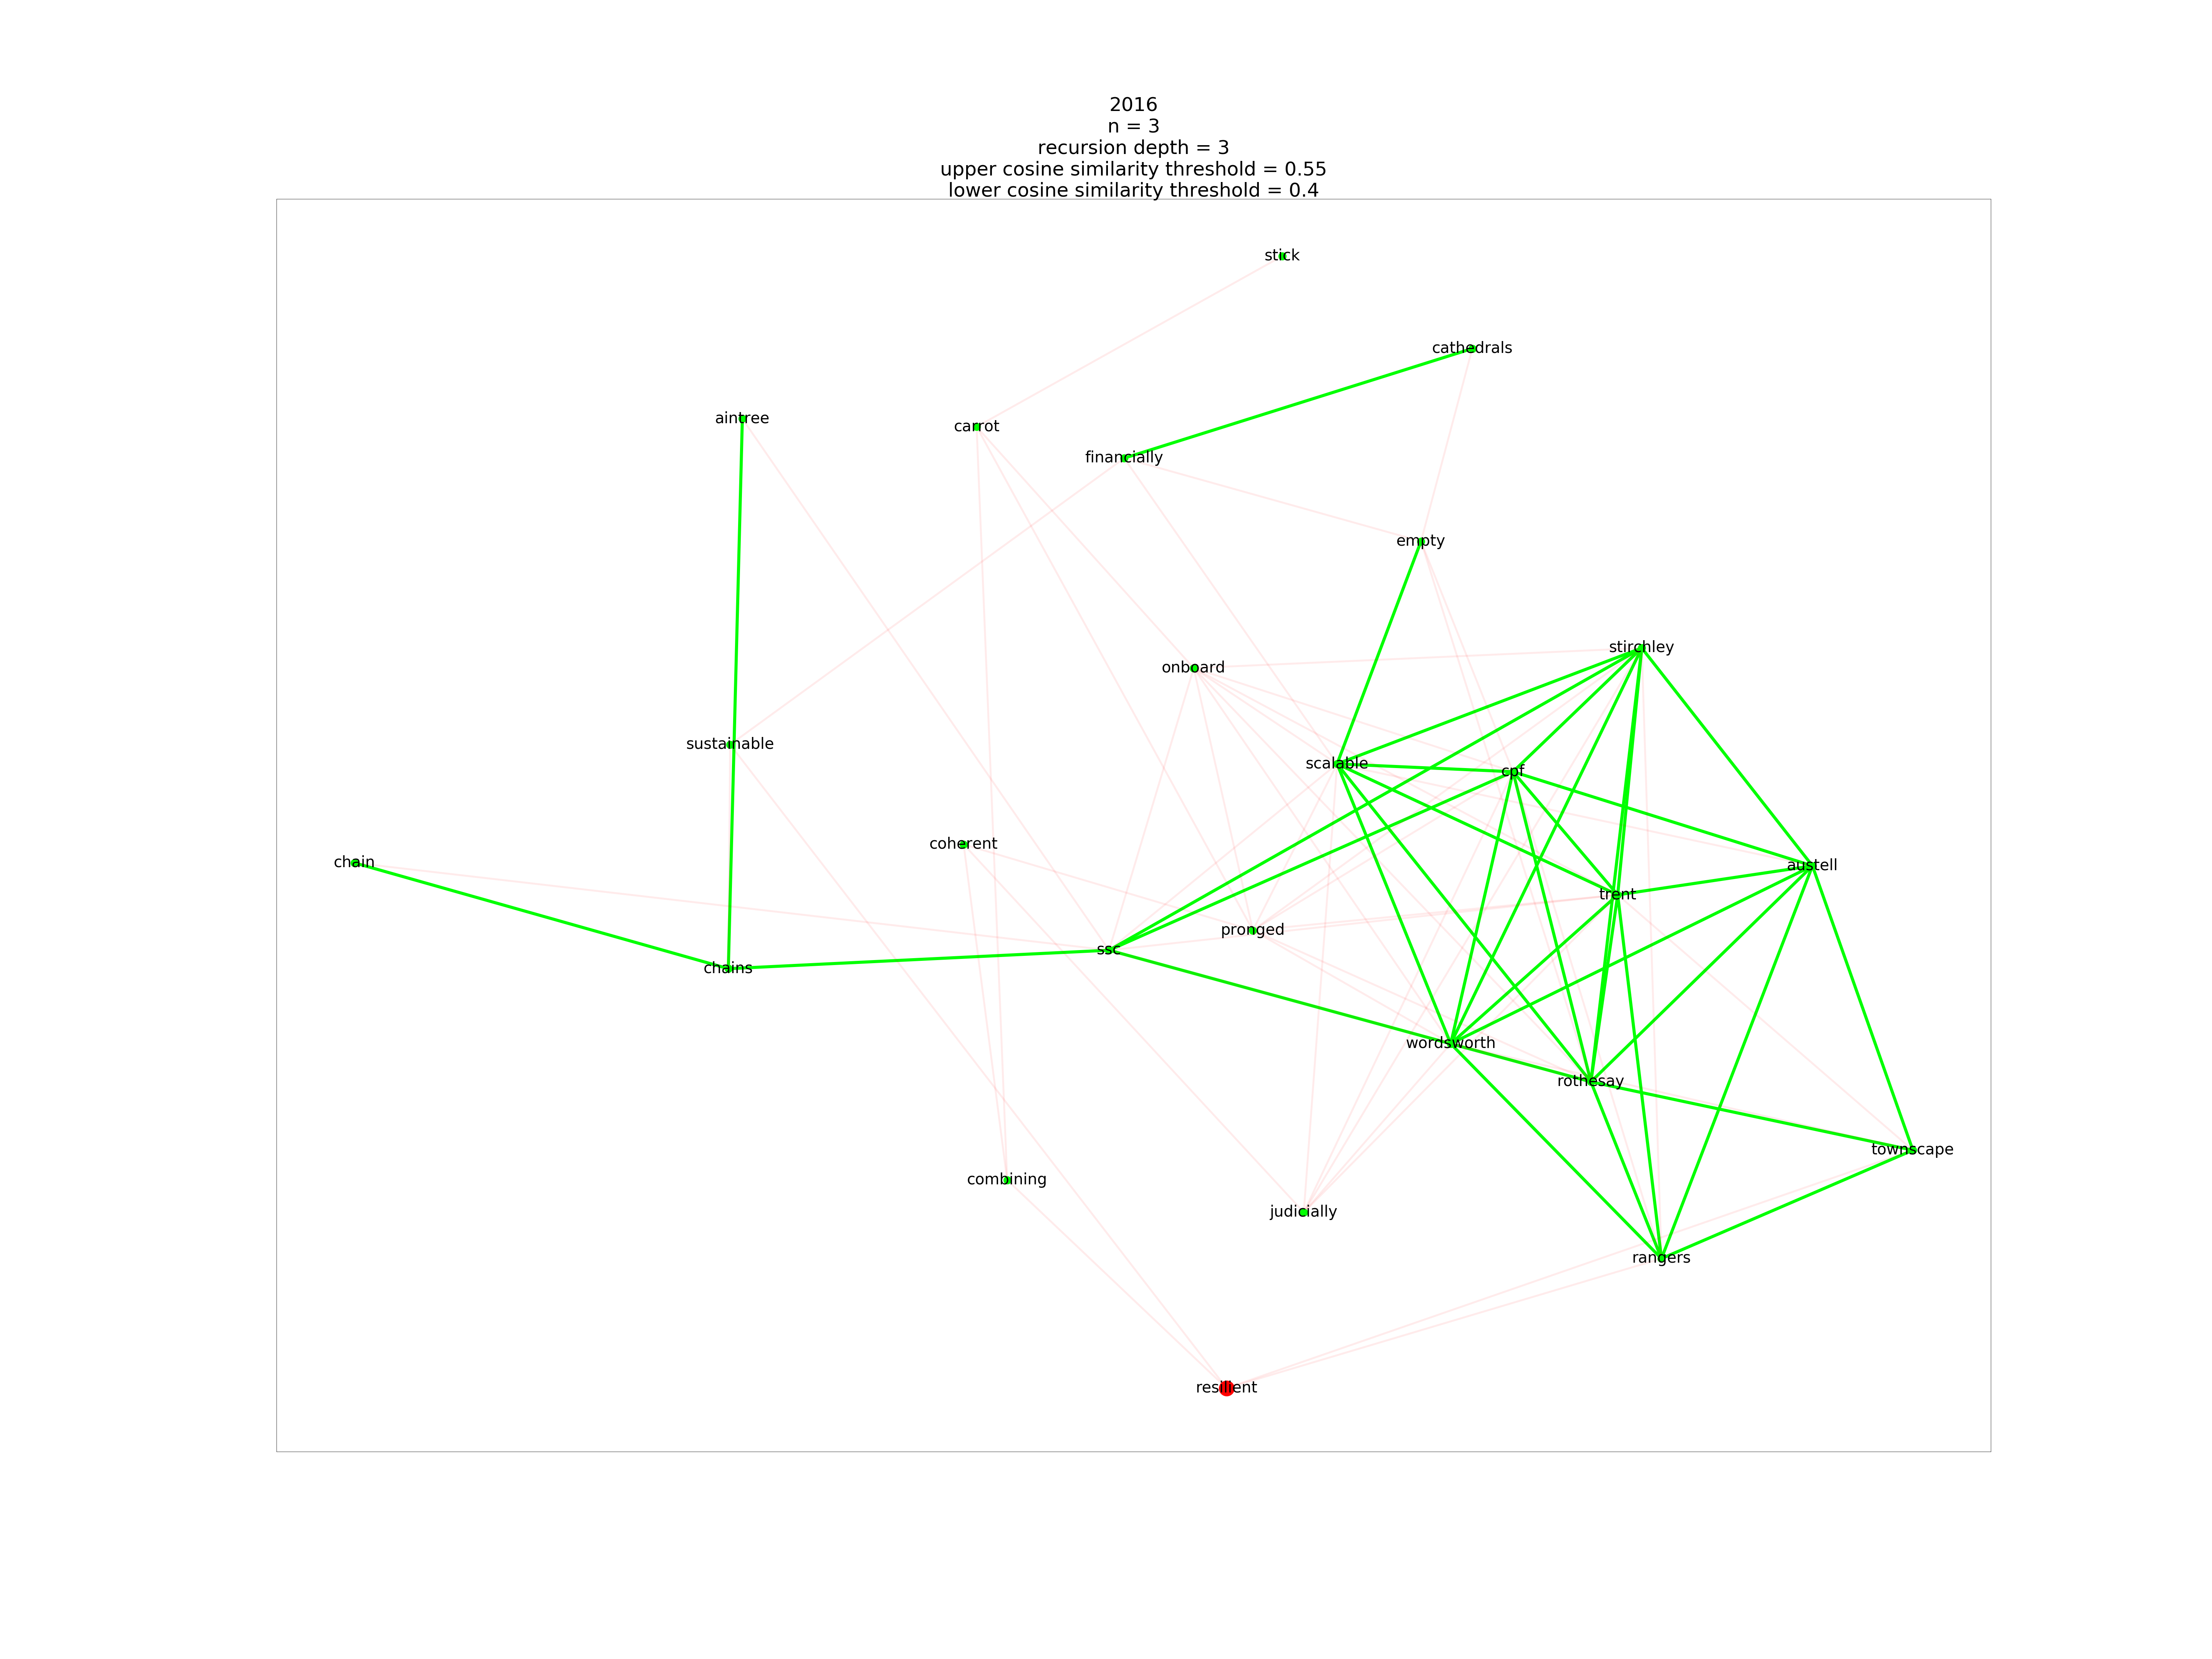 2016
n = 3
recursion depth = 3
upper cosine similarity threshold = 0.55
lower cosine similarity threshold = 0.4
stick
cathedrals
aintree
carrot
financially
empty
stirchley
onboard
sustainable
scalable
cpf
coherent
chain
austell
trent
pronged
ssc
chains
wordsworth
rothesay
townscape
combining
judicially
rangers
resilient